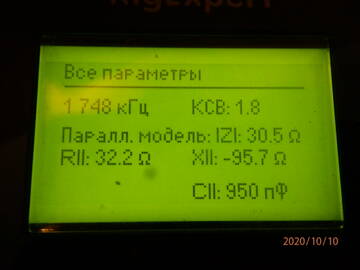 RigExpert
Все параметры
1 748 кГц КСВ: 1.8
Паралл. модель: |Z|: 30.5 Ω
R||: 32.2 Ω X||: -95.7 Ω
C||: 950 пФ
2020/10/10